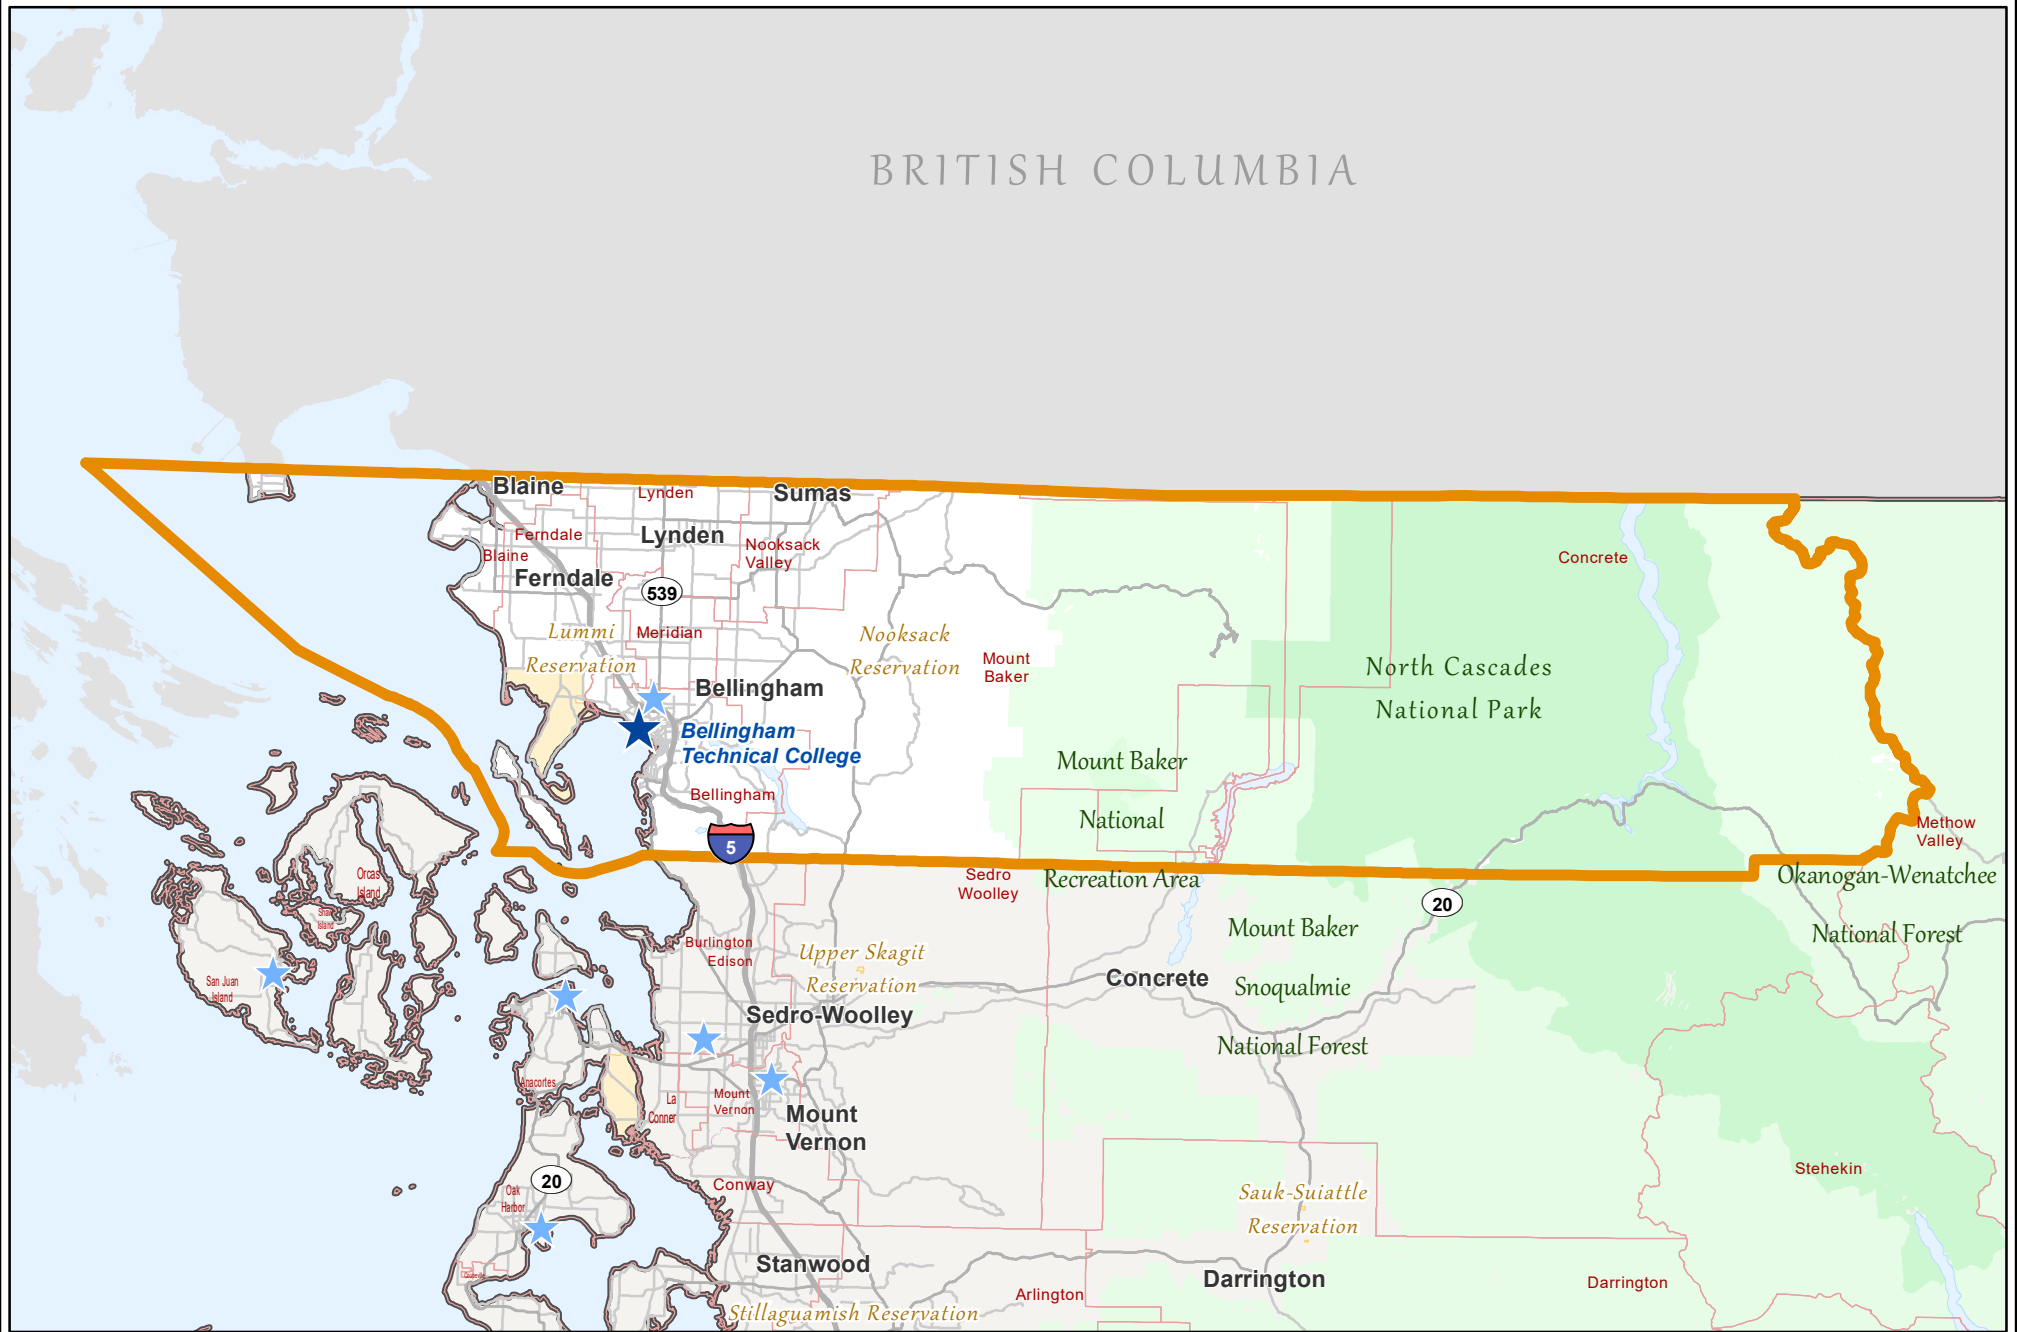 BRITISH COLUMBIA
Blaine
Lynden
Sumas
Ferndale
Lynden
Blaine
Nooksack
Valley
Concrete
Ferndale
539
Lummi
Reservation
Meridian
Nooksack
Reservation
Mount
Baker
North Cascades
National Park
Bellingham
Bellingham
Technical College
Mount Baker
National
Recreation Area
Bellingham
5
Methow
Valley
Okanogan-Wenatchee
National Forest
Sedro
Woolley
20
Orcas
Island
Shaw
Island
San Juan
Island
Burlington
Edison
Upper Skagit
Reservation
Concrete
Mount Baker
Snoqualmie
National Forest
Sedro-Woolley
Anacortes
La
Conner
Mount
Vernon
Mount
Vernon
20
Oak
Harbor
Conway
Sauk-Suiattle
Reservation
Stehekin
Coupeville
Stanwood
Darrington
Arlington
Darrington
Stillaguamish Reservation